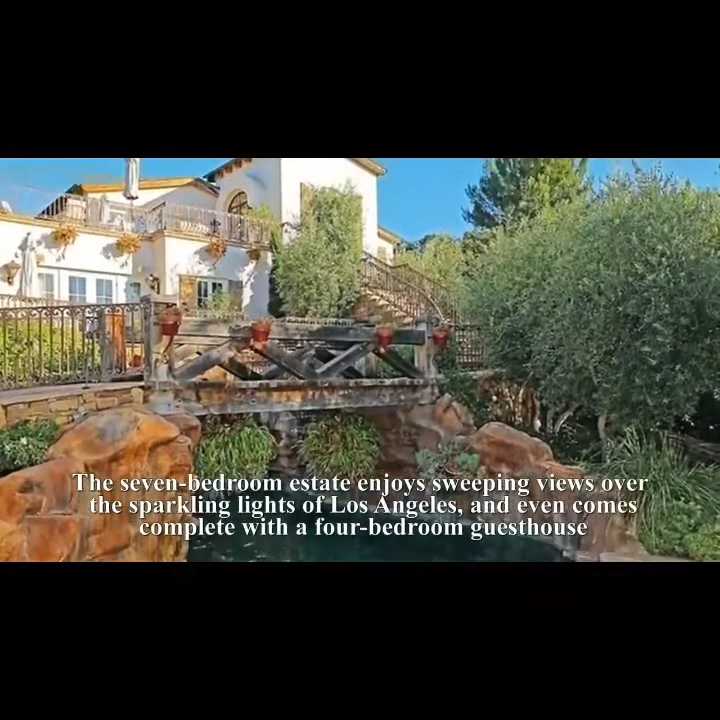 The seven-bedroom estate enjoys sweeping views over
the sparkling lights of Los Angeles, and even comes
complete with a four-bedroom guesthouse